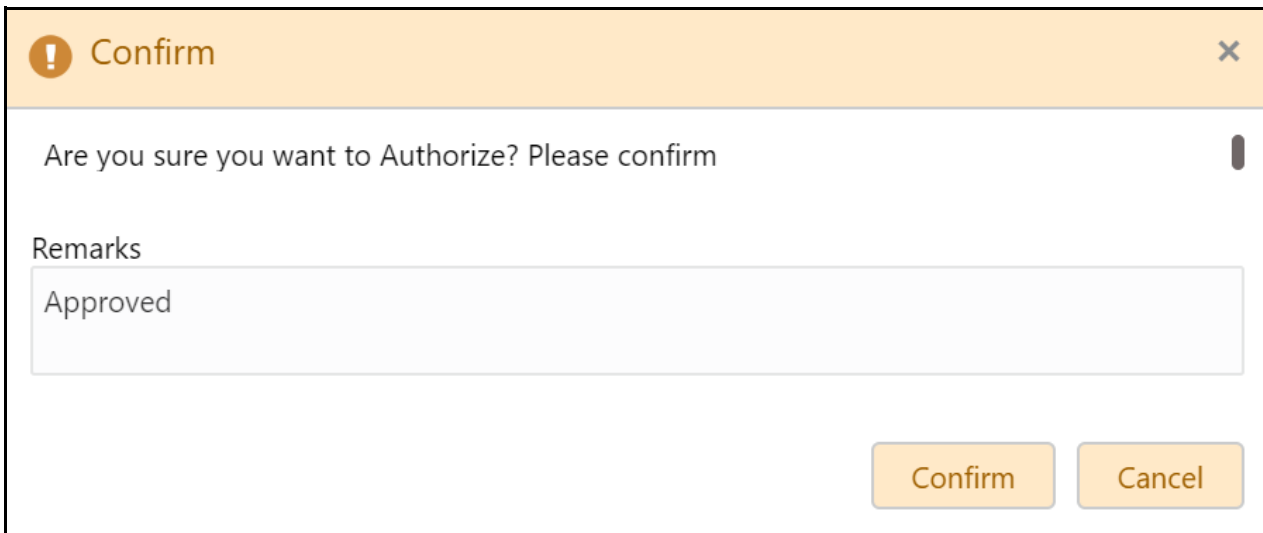 Confirm
Are you sure you want to Authorize? Please confirm
Remarks
Approved
Confirm Cancel